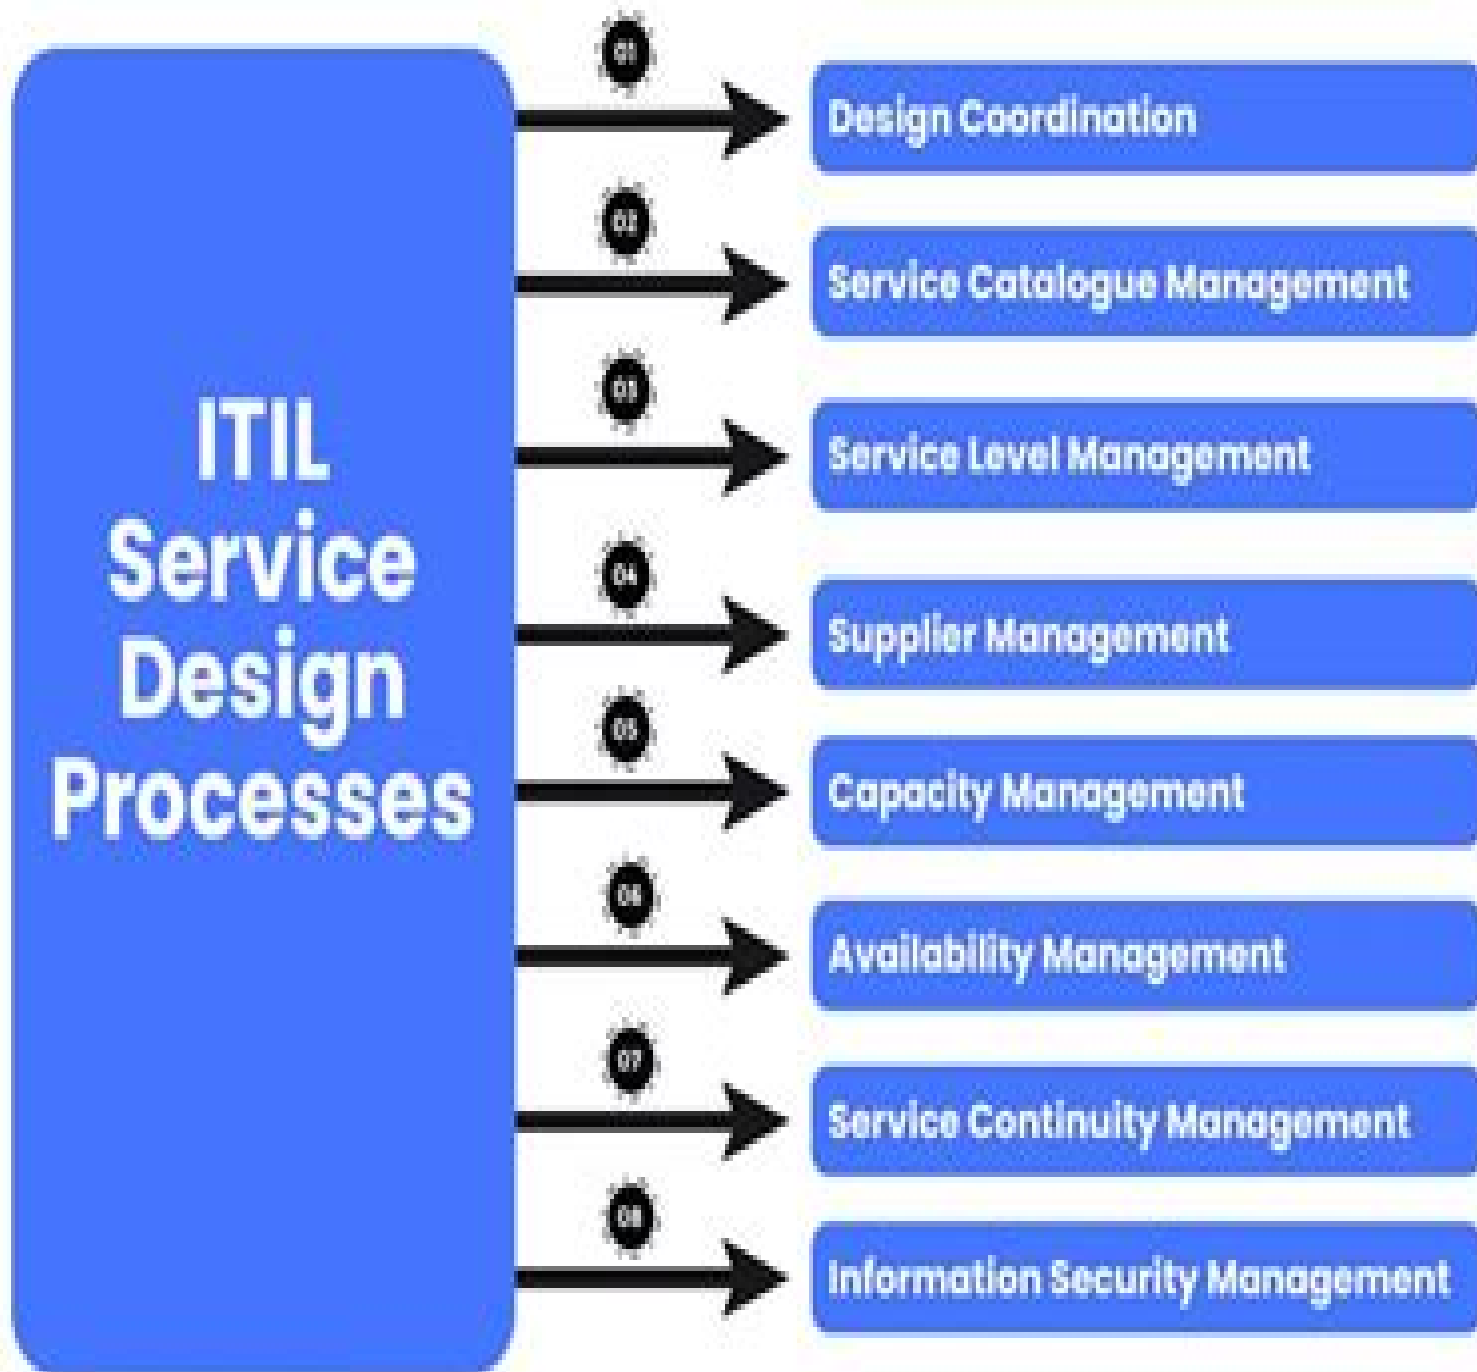 ITIL
Service
Design
Processes
01
Design Coordination
02
Service Catalogue Management
03
Service Level Management
04
Supplier Management
05
Capacity Management
06
Availability Management
07
Service Continuity Management
08
Information Security Management